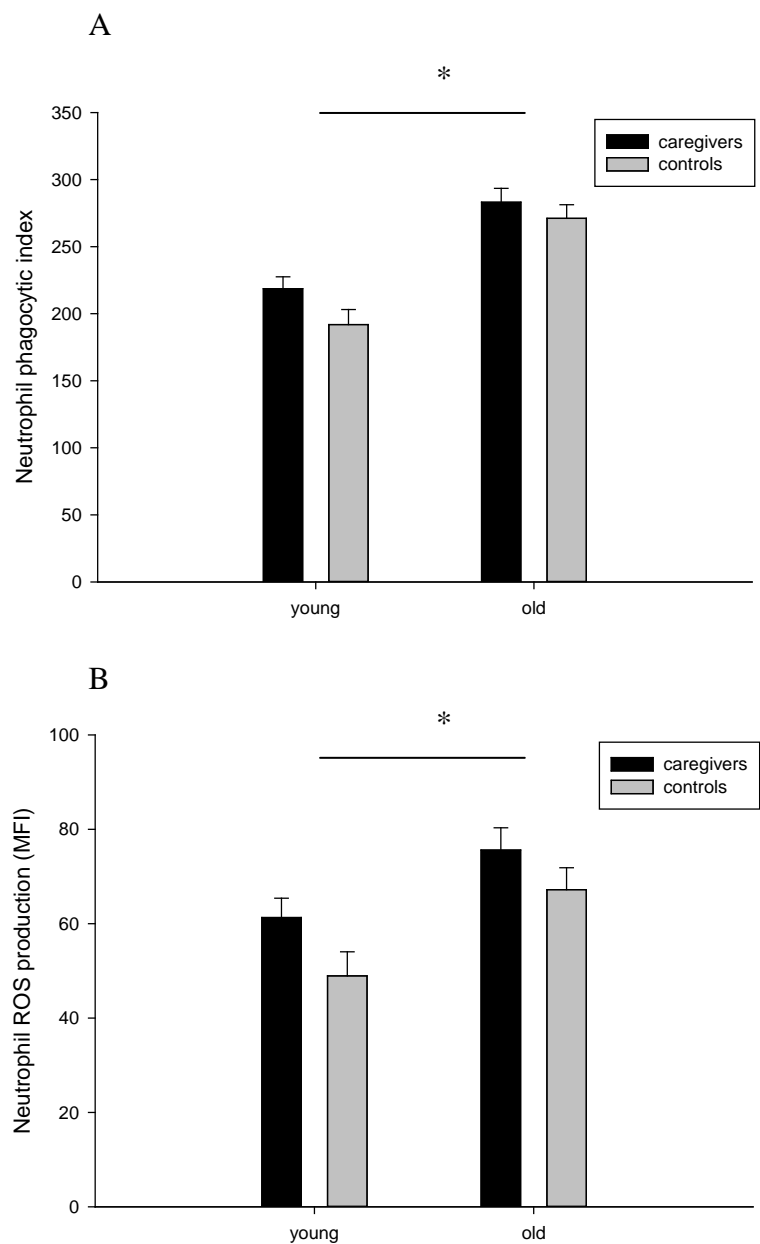 A
*
350
300
250
200
150
100
50
0
Neutrophil phagocytic index
caregivers
controls
young old
B
*
100
80
60
40
20
0
Neutrophil ROS production (MFI)
caregivers
controls
young old